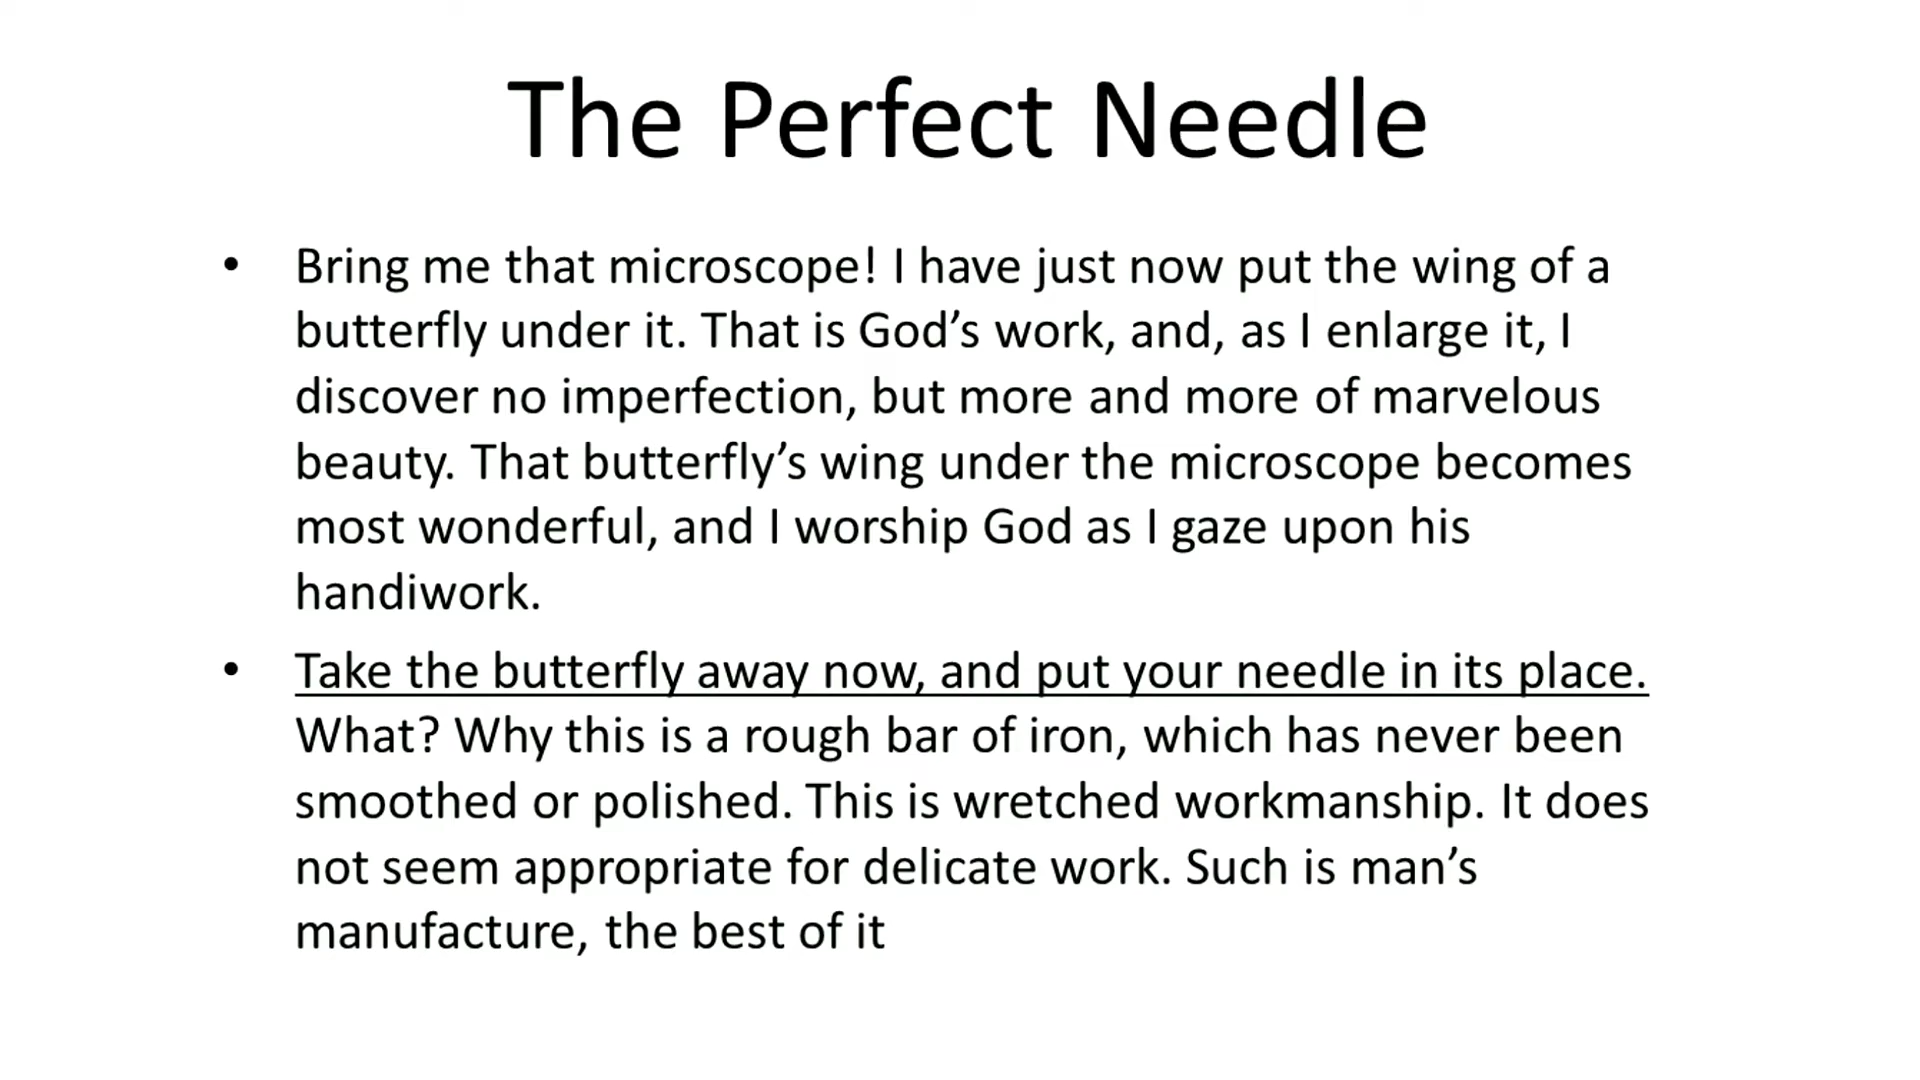 The Perfect Needle
• Bring me that microscope! I have just now put the wing of a
butterfly under it. That is God’s work, and, as I enlarge it, I
discover no imperfection, but more and more of marvelous
beauty. That butterfly’s wing under the microscope becomes
most wonderful, and I worship God as I gaze upon his
handiwork.
• Take the butterfly away now, and put your needle in its place.
What? Why this is a rough bar of iron, which has never been
smoothed or polished. This is wretched workmanship. It does
not seem appropriate for delicate work. Such is man’s
manufacture, the best of it